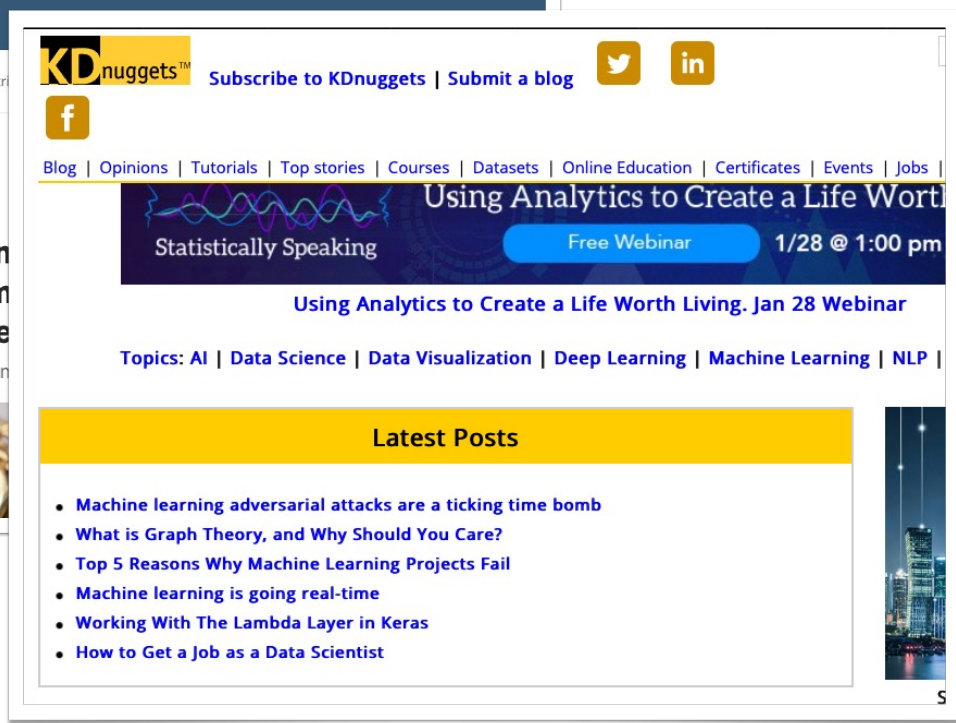 KDnuggets™
Subscribe to KDnuggets | Submit a blog
Blog | Opinions | Tutorials | Top stories | Courses | Datasets | Online Education | Certificates | Events | Jobs |
Using Analytics to Create a Life
Statistically Speaking
Free Webinar
1/28 @ 1:00 pm
Using Analytics to Create a Life Worth Living. Jan 28 Webinar
Topics: AI | Data Science | Data Visualization | Deep Learning | Machine Learning | NLP |
Latest Posts
Machine learning adversarial attacks are a ticking time bomb
What is Graph Theory, and Why Should You Care?
Top 5 Reasons Why Machine Learning Projects Fail
Machine learning is going real-time
Working With The Lambda Layer in Keras
How to Get a Job as a Data Scientist